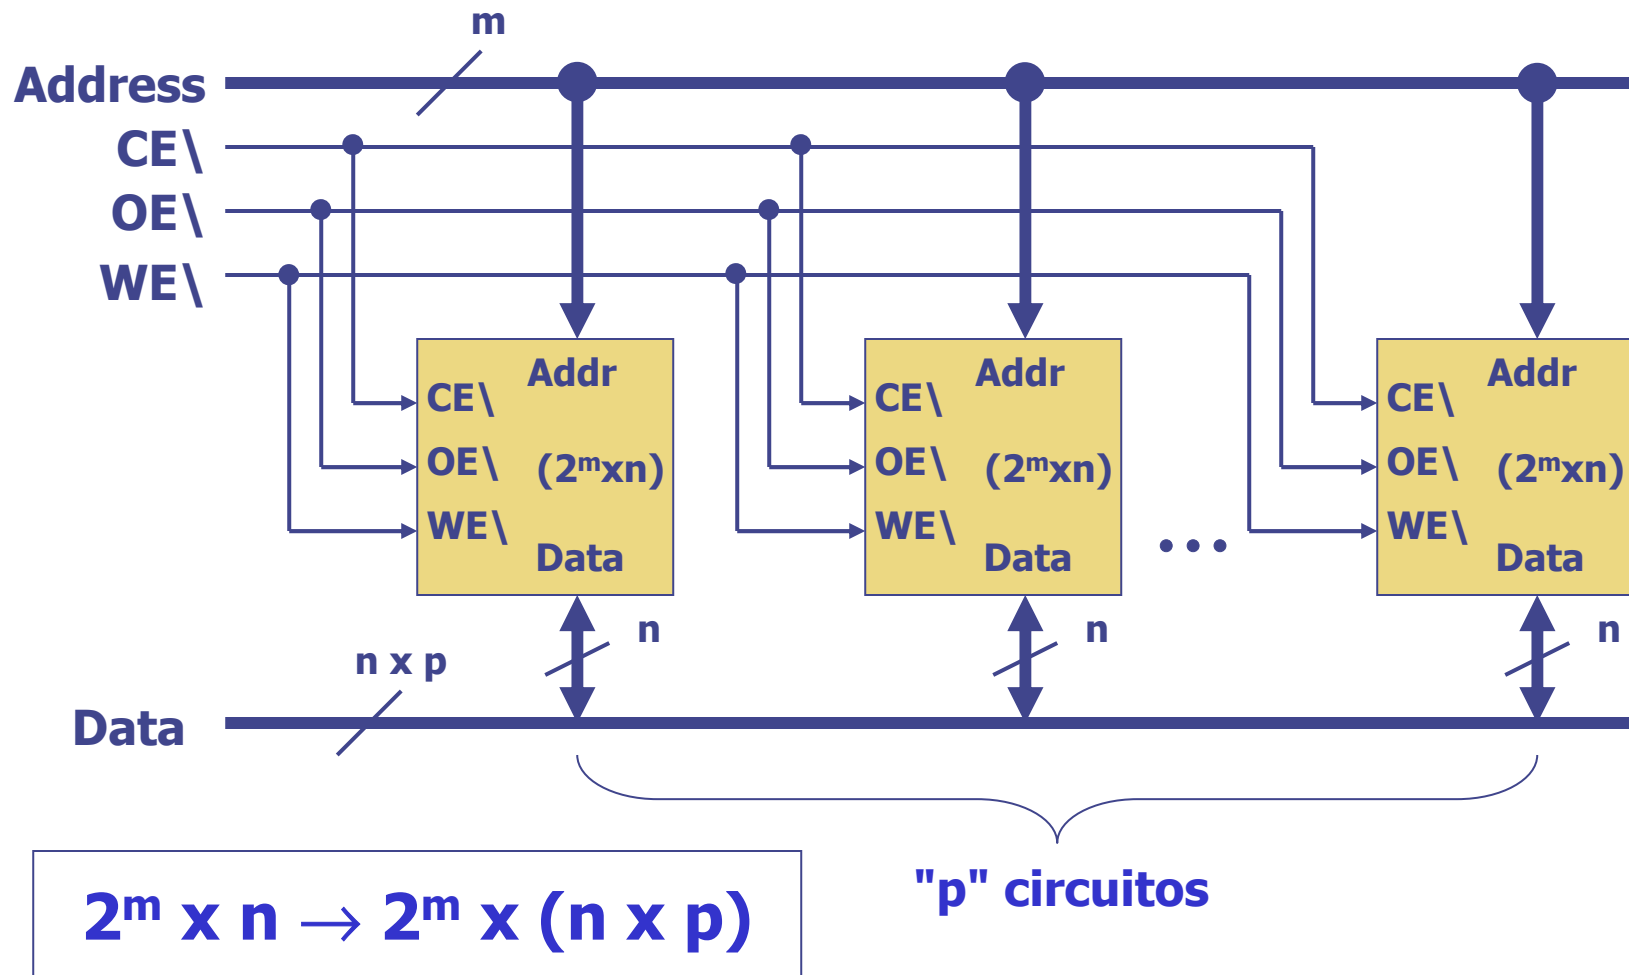 m
Address
CE\
OE\
WE\
Addr Addr Addr
CE\ CE\ CE\
OE\ (2ᵐxn) OE\ (2ᵐxn) OE\ (2ᵐxn)
WE\ WE\ ... WE\
Data Data Data
n n n
n x p
Data
"p" circuitos
2ᵐ x n → 2ᵐ x (n x p)